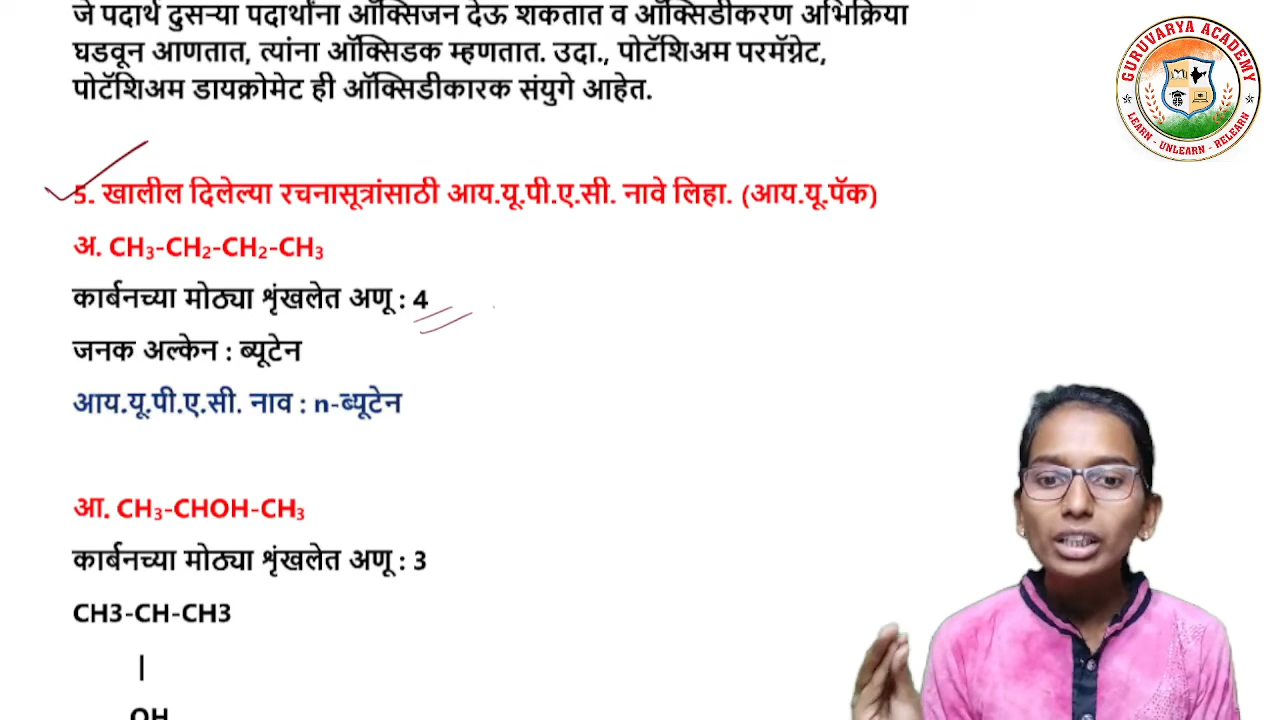 जे पदार्थ दुसऱ्या पदार्थांना ऑक्सिजन देऊ शकतात व ऑक्सिडीकरण अभिक्रिया
घडवून आणतात, त्यांना ऑक्सिडक म्हणतात. उदा., पोटॅशिअम परमॅग्नेट,
पोटॅशिअम डायक्रोमेट ही ऑक्सिडीकारक संयुगे आहेत.
5. खालील दिलेल्या रचनासूत्रांसाठी आय.यू.पी.ए.सी. नावे लिहा. (आय.यू.पॅक)
अ. CH₃-CH₂-CH₂-CH₃
कार्बनच्या मोठ्या शृंखलेत अणू : 4
जनक अल्केन : ब्यूटेन
आय.यू.पी.ए.सी. नाव : n-ब्यूटेन
आ. CH₃-CHOH-CH₃
कार्बनच्या मोठ्या शृंखलेत अणू : 3
CH3-CH-CH3
|
OH
GURUVARYA ACADEMY
LEARN - UNLEARN - RELEARN